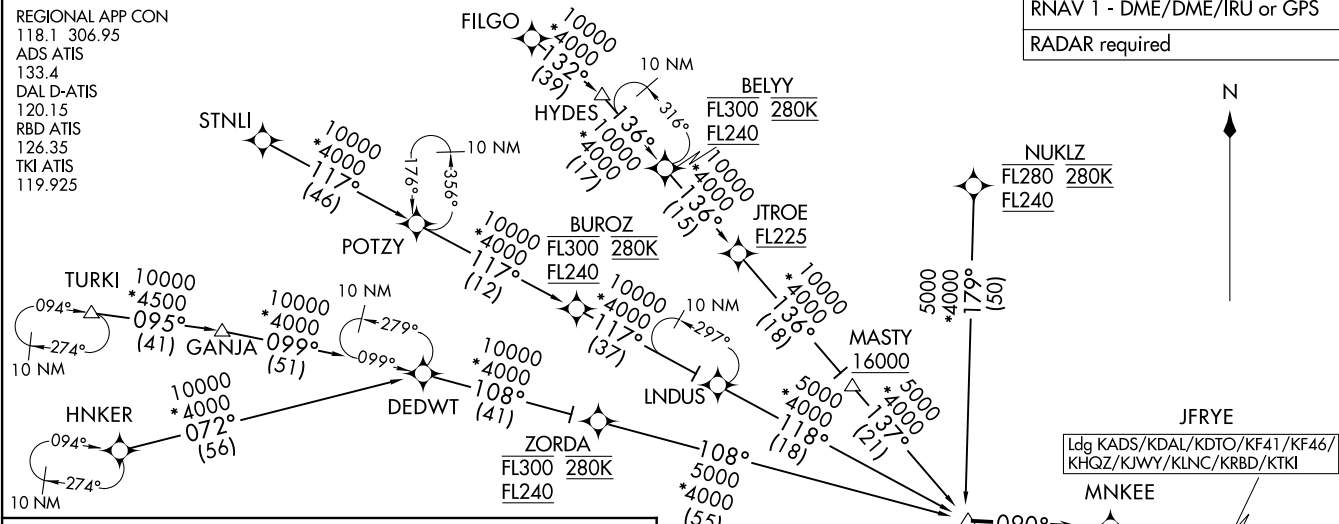 REGIONAL APP CON
118.1 306.95
ADS ATIS
133.4
DAL D-ATIS
120.15
RBD ATIS
126.35
TKI ATIS
119.925
RNAV 1 - DME/DME/IRU or GPS
RADAR required
N
FILGO
10000
*4000
132°
(39)
HYDES
10 NM
316°
136°
10000
*4000
(17)
BELYY
FL300 280K
FL240
10000
*4000
136°
(15)
JTROE
FL225
10000
*4000
136°
(18)
MASTY
16000
5000
*4000
137°
(21)
NUKLZ
FL280 280K
FL240
5000
*4000
179°
(50)
STNLI
10000
*4000
117°
(46)
POTZY
176°
356°
10 NM
10000
*4000
117°
(12)
BUROZ
FL300 280K
FL240
10000
*4000
117°
(37)
10 NM
297°
LNDUS
5000
*4000
118°
(18)
TURKI
094°
274°
10 NM
10000
*4500
095°
(41)
GANJA
10000
*4000
099°
(51)
10 NM
279°
099°
DEDWT
HNKER
094°
274°
10 NM
10000
*4000
072°
(56)
10000
*4000
108°
(41)
ZORDA
FL300 280K
FL240
108°
5000
*4000
(55)
JFRYE
Ldg KADS/KDAL/KDTO/KF41/KF46/
KHQZ/KJWY/KLNC/KRBD/KTKI
MNKEE
090°